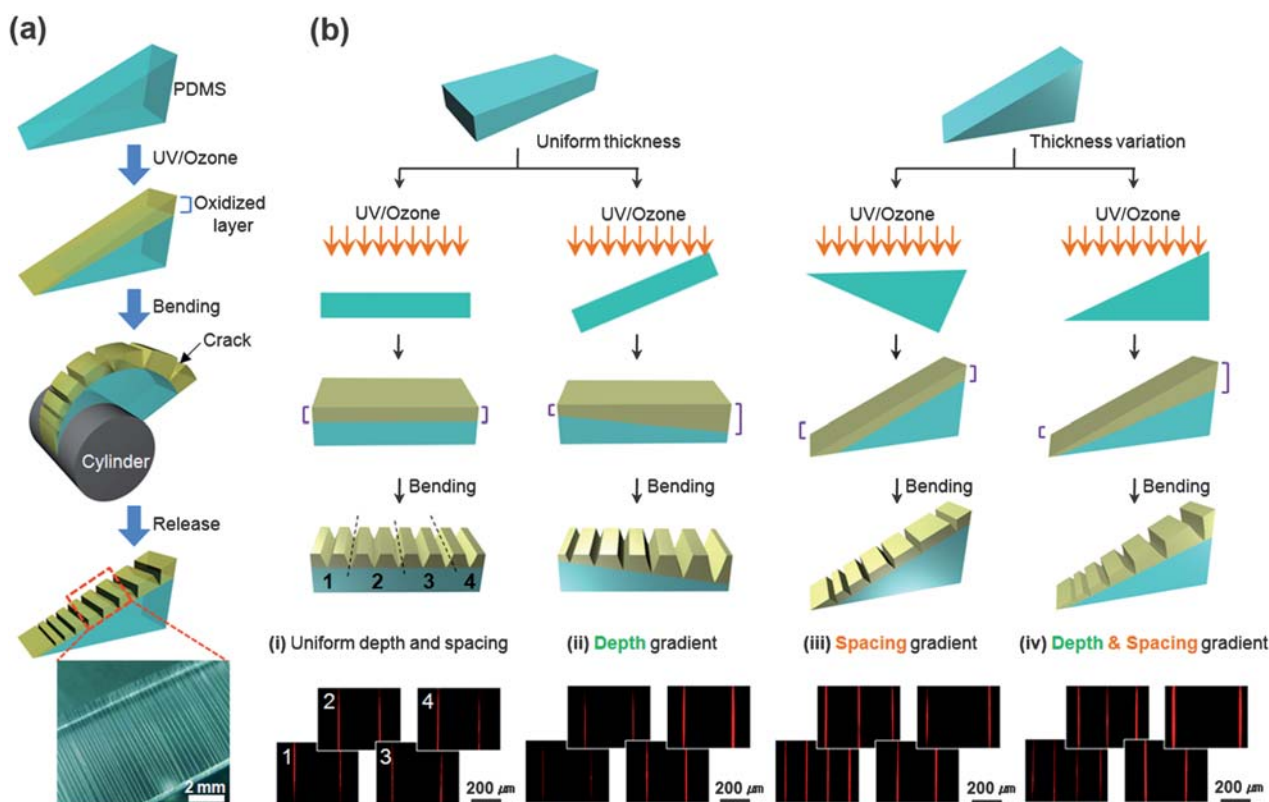 (a)
PDMS
UV/Ozone
Oxidized
layer
Bending
Crack
Cylinder
Release
2 mm
(b)
Uniform thickness
Thickness variation
UV/Ozone
UV/Ozone
UV/Ozone
UV/Ozone
Bending
Bending
Bending
Bending
1 2 3 4
(i) Uniform depth and spacing
(ii) Depth gradient
(iii) Spacing gradient
(iv) Depth & Spacing gradient
2
4
1
3
200 μm
200 μm
200 μm
200 μm